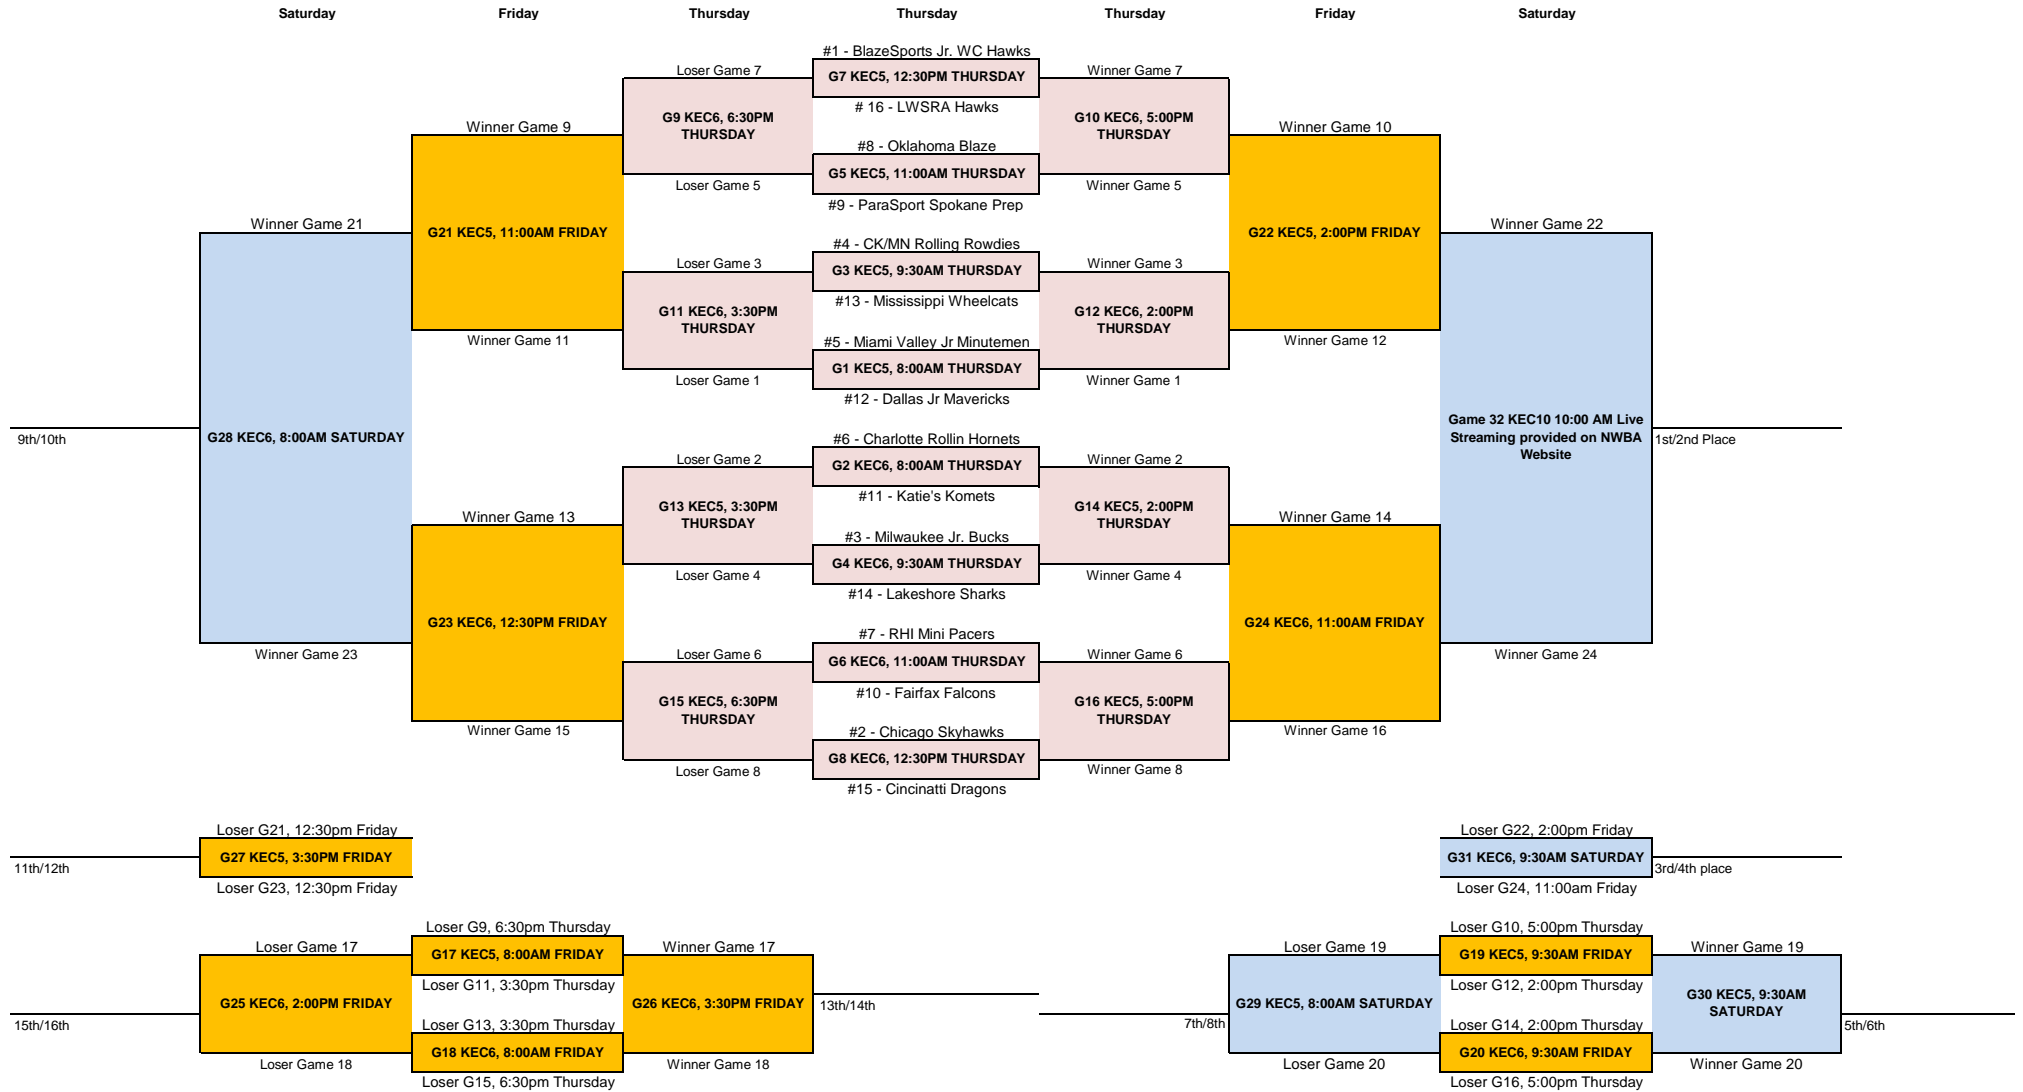 Saturday Friday Thursday Thursday Thursday Friday Saturday
#1 - BlazeSports Jr. WC Hawks
Loser Game 7 G7 KEC5, 12:30PM THURSDAY Winner Game 7
# 16 - LWSRA Hawks
G9 KEC6, 6:30PM G10 KEC6, 5:00PM
Winner Game 9 THURSDAY THURSDAY Winner Game 10
#8 - Oklahoma Blaze
G5 KEC5, 11:00AM THURSDAY
Loser Game 5 Winner Game 5
#9 - ParaSport Spokane Prep
Winner Game 21 Winner Game 22
G21 KEC5, 11:00AM FRIDAY G22 KEC5, 2:00PM FRIDAY
#4 - CK/MN Rolling Rowdies
Loser Game 3 G3 KEC5, 9:30AM THURSDAY Winner Game 3
#13 - Mississippi Wheelcats
G11 KEC6, 3:30PM G12 KEC6, 2:00PM
THURSDAY THURSDAY
Winner Game 11 #5 - Miami Valley Jr Minutemen Winner Game 12
G1 KEC5, 8:00AM THURSDAY
Loser Game 1 Winner Game 1
#12 - Dallas Jr Mavericks
Game 32 KEC10 10:00 AM Live
9th/10th G28 KEC6, 8:00AM SATURDAY #6 - Charlotte Rollin Hornets Streaming provided on NWBA 1st/2nd Place
Website
Loser Game 2 G2 KEC6, 8:00AM THURSDAY Winner Game 2
#11 - Katie's Komets
G13 KEC5, 3:30PM G14 KEC5, 2:00PM
Winner Game 13 THURSDAY THURSDAY Winner Game 14
#3 - Milwaukee Jr. Bucks
G4 KEC6, 9:30AM THURSDAY
Loser Game 4 Winner Game 4
#14 - Lakeshore Sharks
G23 KEC6, 12:30PM FRIDAY G24 KEC6, 11:00AM FRIDAY
#7 - RHI Mini Pacers
Winner Game 23 Loser Game 6 G6 KEC6, 11:00AM THURSDAY Winner Game 6 Winner Game 24
#10 - Fairfax Falcons
G15 KEC5, 6:30PM G16 KEC5, 5:00PM
THURSDAY THURSDAY
Winner Game 15 #2 - Chicago Skyhawks Winner Game 16
G8 KEC6, 12:30PM THURSDAY
Loser Game 8 Winner Game 8
#15 - Cincinatti Dragons
Loser G21, 12:30pm Friday Loser G22, 2:00pm Friday
G27 KEC5, 3:30PM FRIDAY G31 KEC6, 9:30AM SATURDAY
11th/12th 3rd/4th place
Loser G23, 12:30pm Friday Loser G24, 11:00am Friday
Loser G9, 6:30pm Thursday Loser G10, 5:00pm Thursday
Loser Game 17 G17 KEC5, 8:00AM FRIDAY Winner Game 17 Loser Game 19 G19 KEC5, 9:30AM FRIDAY Winner Game 19
Loser G11, 3:30pm Thursday Loser G12, 2:00pm Thursday
G25 KEC6, 2:00PM FRIDAY G26 KEC6, 3:30PM FRIDAY 13th/14th G29 KEC5, 8:00AM SATURDAY G30 KEC5, 9:30AM
SATURDAY
15th/16th Loser G13, 3:30pm Thursday 7th/8th Loser G14, 2:00pm Thursday 5th/6th
G18 KEC6, 8:00AM FRIDAY G20 KEC6, 9:30AM FRIDAY
Loser Game 18 Winner Game 18 Loser Game 20 Winner Game 20
Loser G15, 6:30pm Thursday Loser G16, 5:00pm Thursday